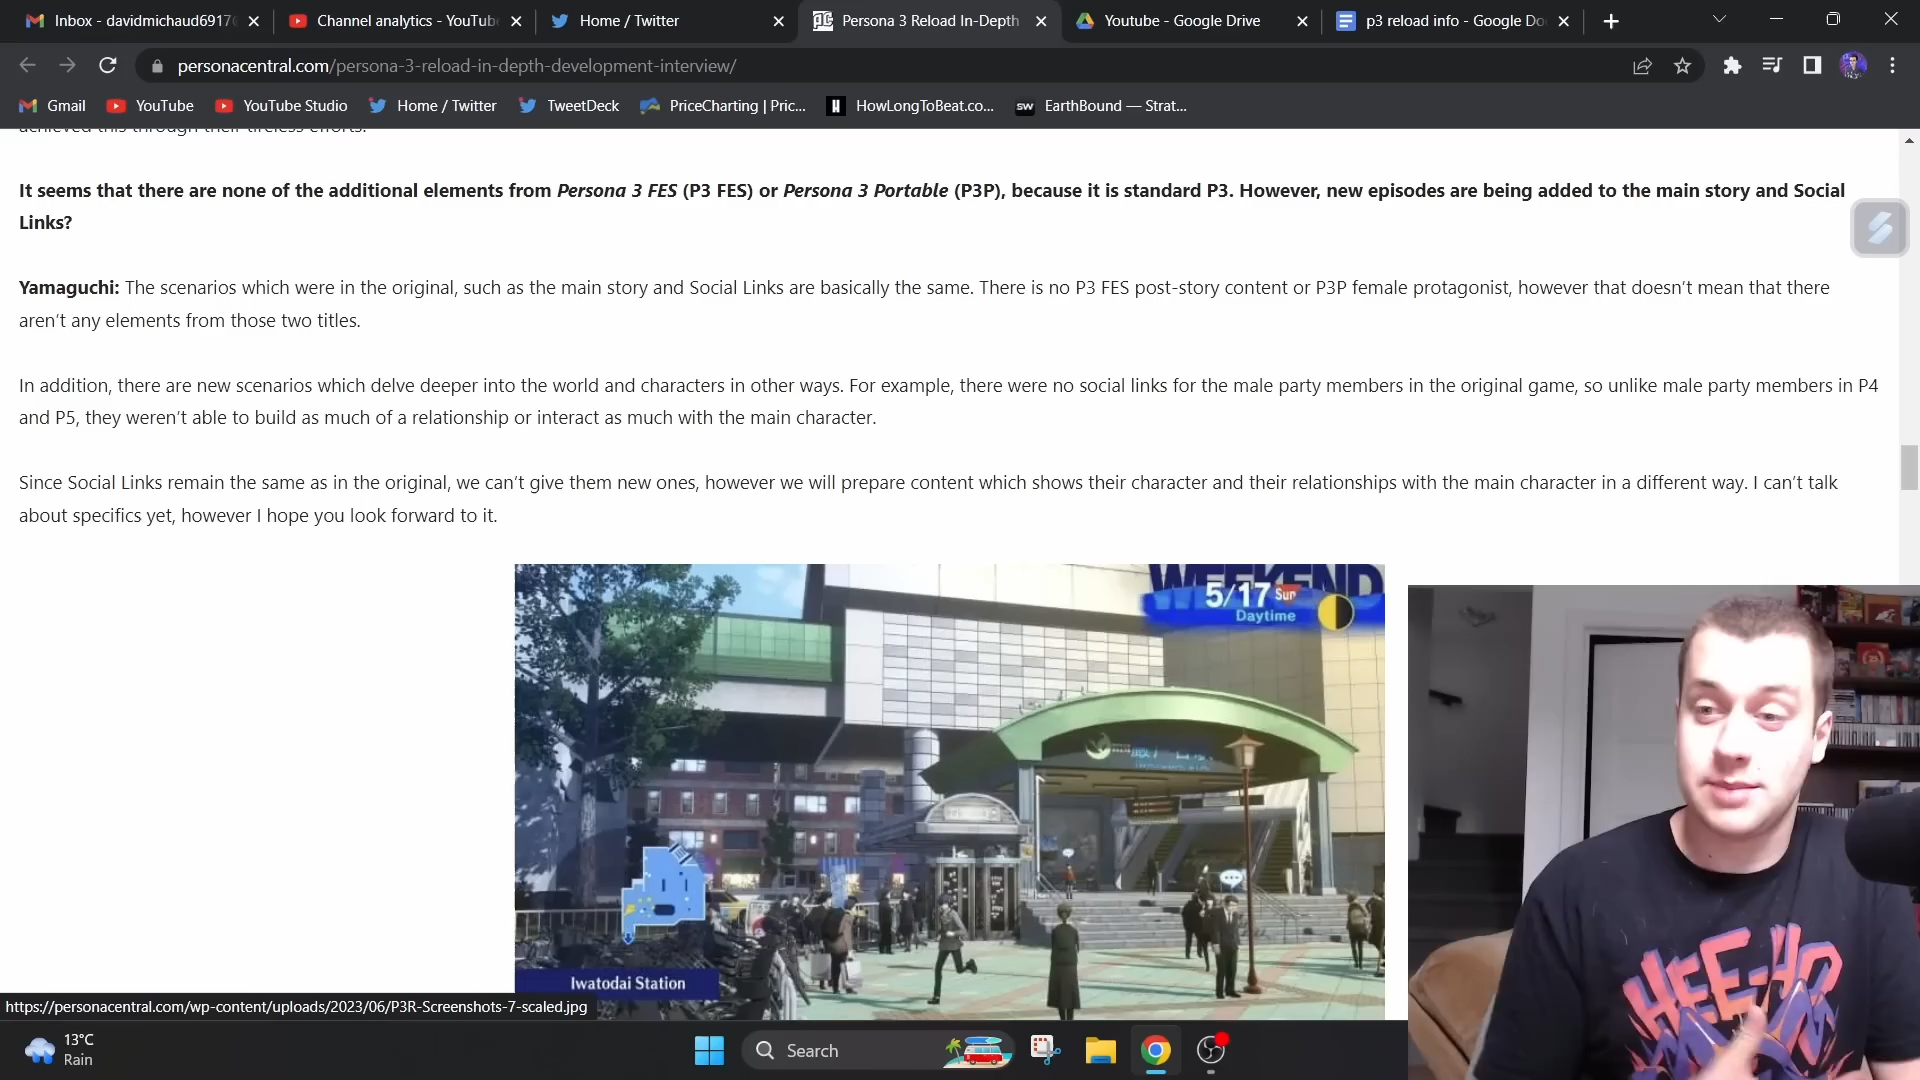 Inbox - davidmichaud6917
Channel analytics - YouTub
Home / Twitter
Persona 3 Reload In-Depth
Youtube - Google Drive
p3 reload info - Google Do
personacentral.com/persona-3-reload-in-depth-development-interview/
Gmail
YouTube
YouTube Studio
Home / Twitter
TweetDeck
PriceCharting | Pric...
HowLongToBeat.co...
SW
EarthBound — Strat...
achieved this through their tireless efforts.
It seems that there are none of the additional elements from Persona 3 FES (P3 FES) or Persona 3 Portable (P3P), because it is standard P3. However, new episodes are being added to the main story and Social
Links?
Yamaguchi: The scenarios which were in the original, such as the main story and Social Links are basically the same. There is no P3 FES post-story content or P3P female protagonist, however that doesn’t mean that there
aren’t any elements from those two titles.
In addition, there are new scenarios which delve deeper into the world and characters in other ways. For example, there were no social links for the male party members in the original game, so unlike male party members in P4
and P5, they weren’t able to build as much of a relationship or interact as much with the main character.
Since Social Links remain the same as in the original, we can’t give them new ones, however we will prepare content which shows their character and their relationships with the main character in a different way. I can’t talk
about specifics yet, however I hope you look forward to it.
WEEKEND
5/17 Sun
Daytime
Iwatodai Station
HEE-HO
https://personacentral.com/wp-content/uploads/2023/06/P3R-Screenshots-7-scaled.jpg
13°C
Rain
Search